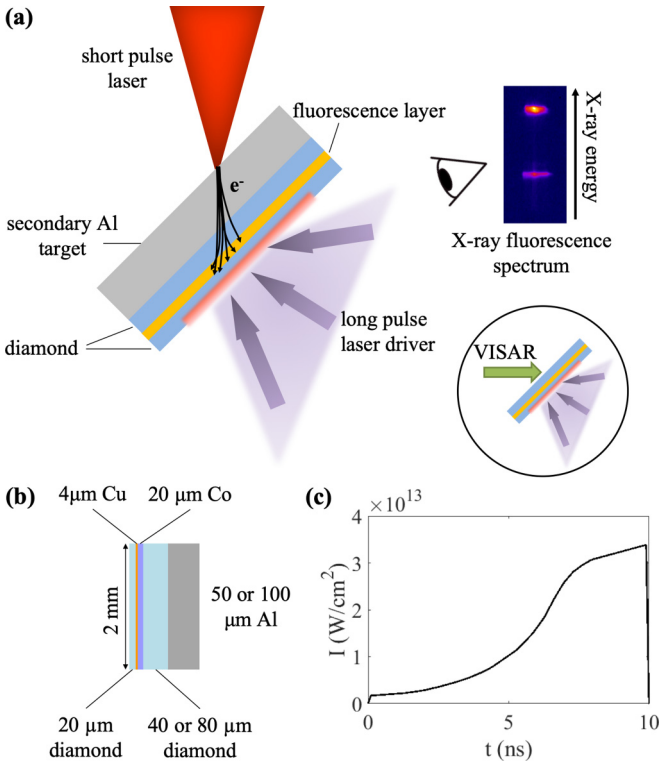 (a)
short pulse
laser
fluorescence layer
e-
secondary Al
target
diamond
long pulse
laser driver
X-ray energy
X-ray fluorescence
spectrum
VISAR
(b)
4μm Cu
20 μm Co
2 mm
50 or 100
μm Al
20 μm
diamond
40 or 80 μm
diamond
(c)
×10^13
4
3
2
1
0
I (W/cm²)
0
5
10
t (ns)